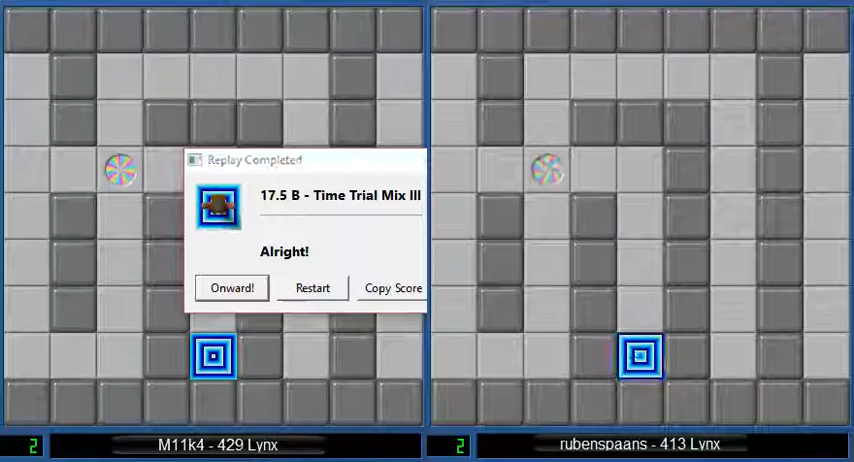 Replay Completed
17.5 B - Time Trial Mix III
Alright!
Onward! Restart Copy Score
2 M11k4 - 429 Lynx 2 rubenspaans - 413 Lynx